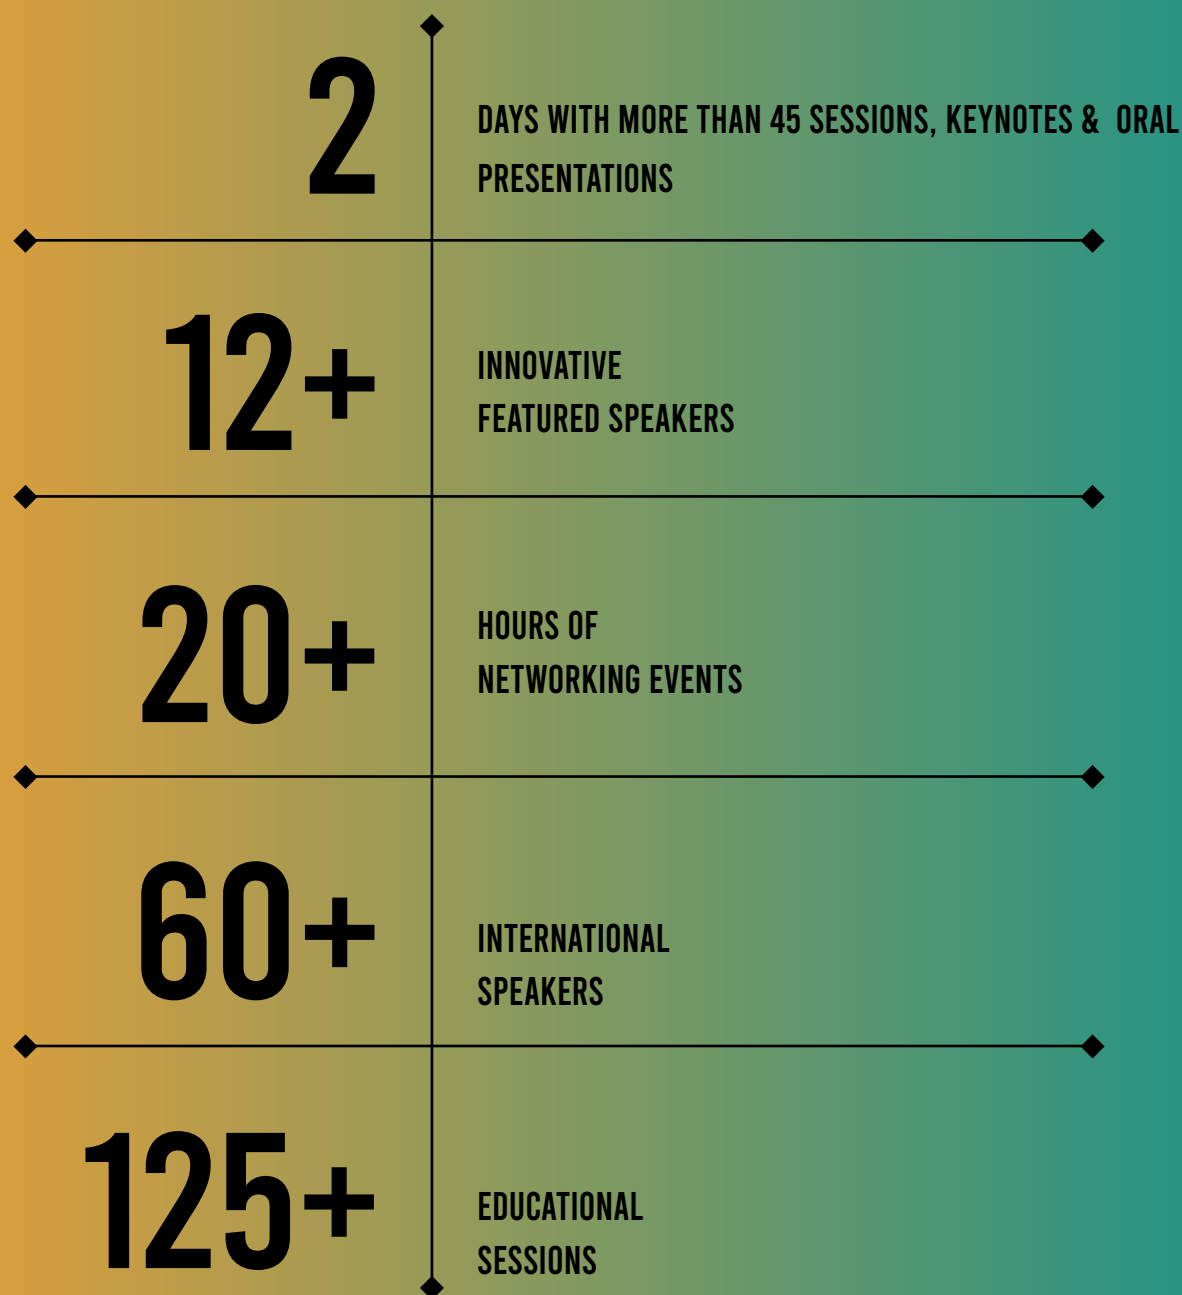 2
DAYS WITH MORE THAN 45 SESSIONS, KEYNOTES & ORAL
PRESENTATIONS
12+
INNOVATIVE
FEATURED SPEAKERS
20+
HOURS OF
NETWORKING EVENTS
60+
INTERNATIONAL
SPEAKERS
125+
EDUCATIONAL
SESSIONS